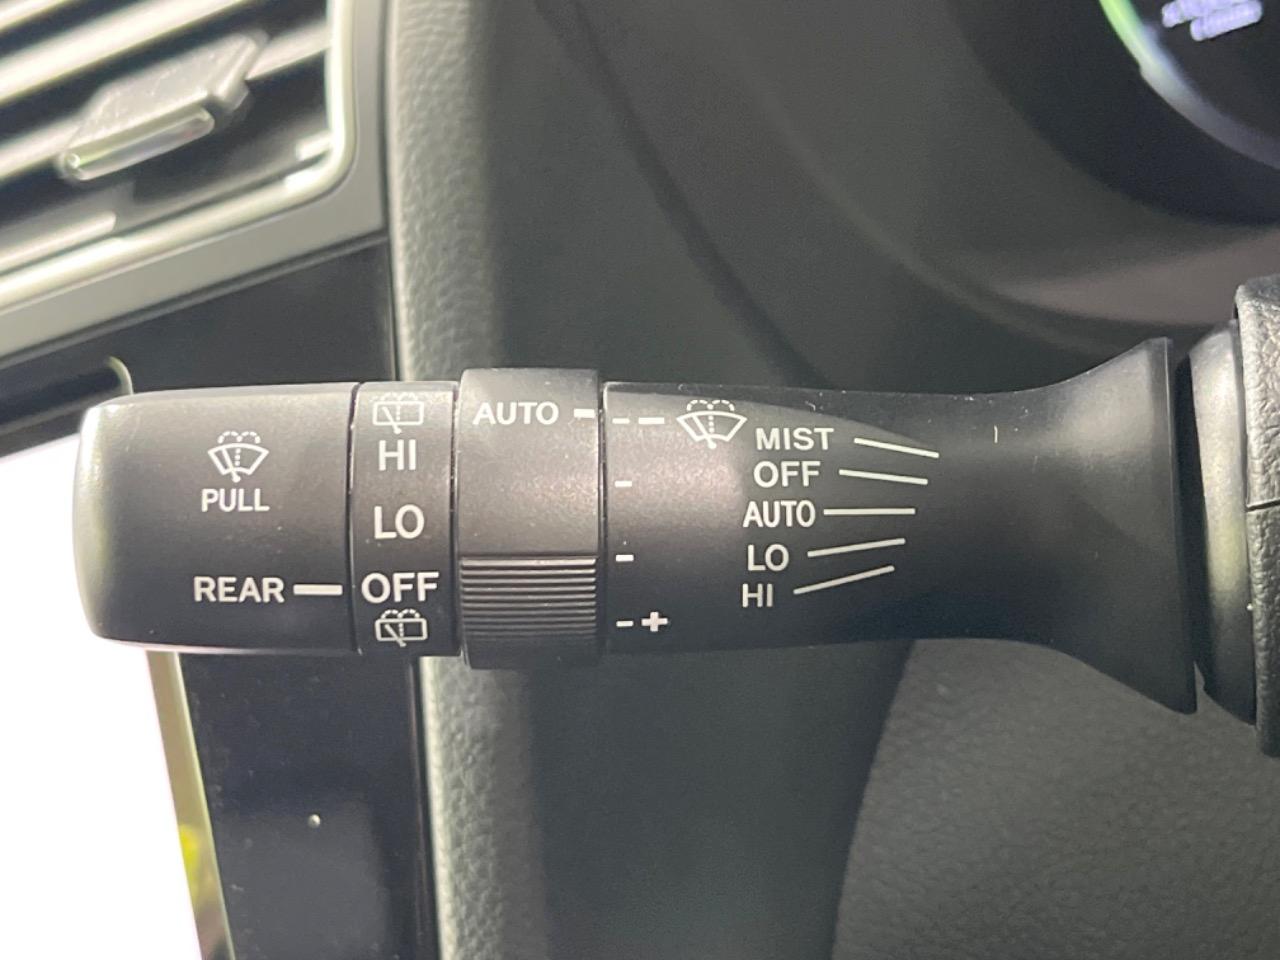 PULL
REAR
HI
LO
OFF
AUTO
- +
MIST
OFF
AUTO
LO
HI